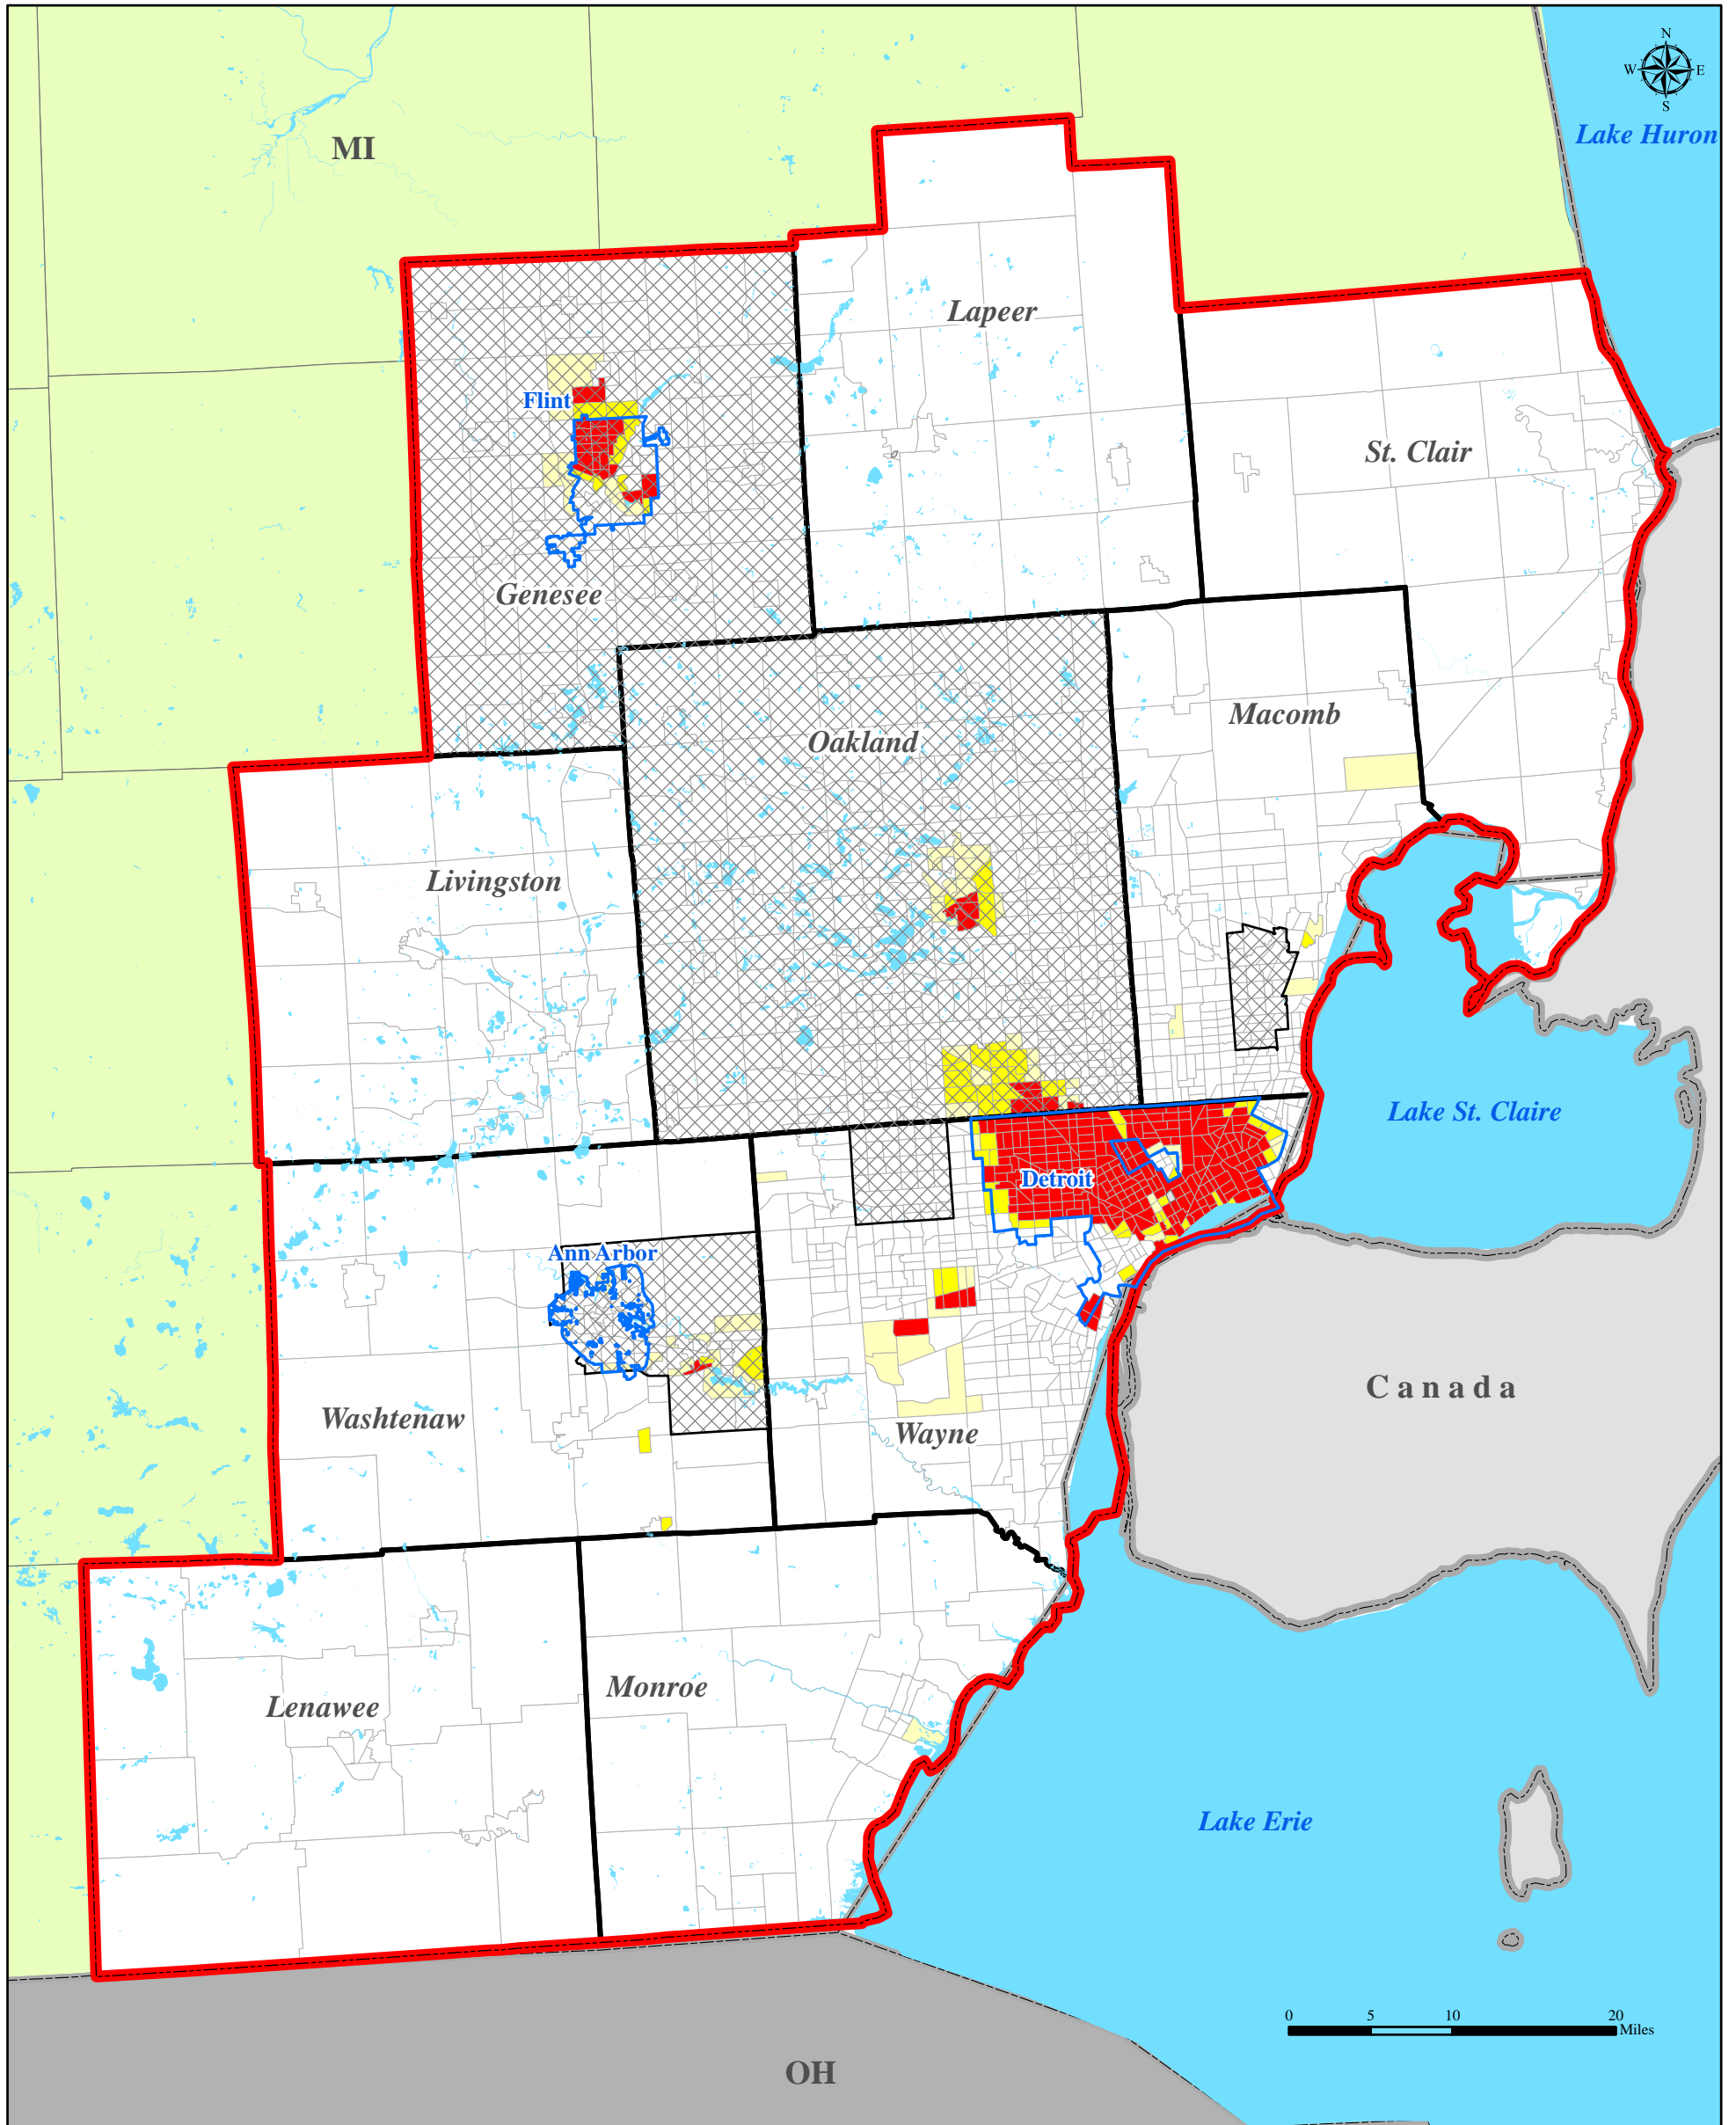 N
W E
S
Lake Huron
MI
Lapeer
Flint
St. Clair
Genesee
Macomb
Oakland
Livingston
Lake St. Claire
Detroit
Ann Arbor
Canada
Washtenaw
Wayne
Monroe
Lenawee
Lake Erie
0 5 10 20
Miles
OH